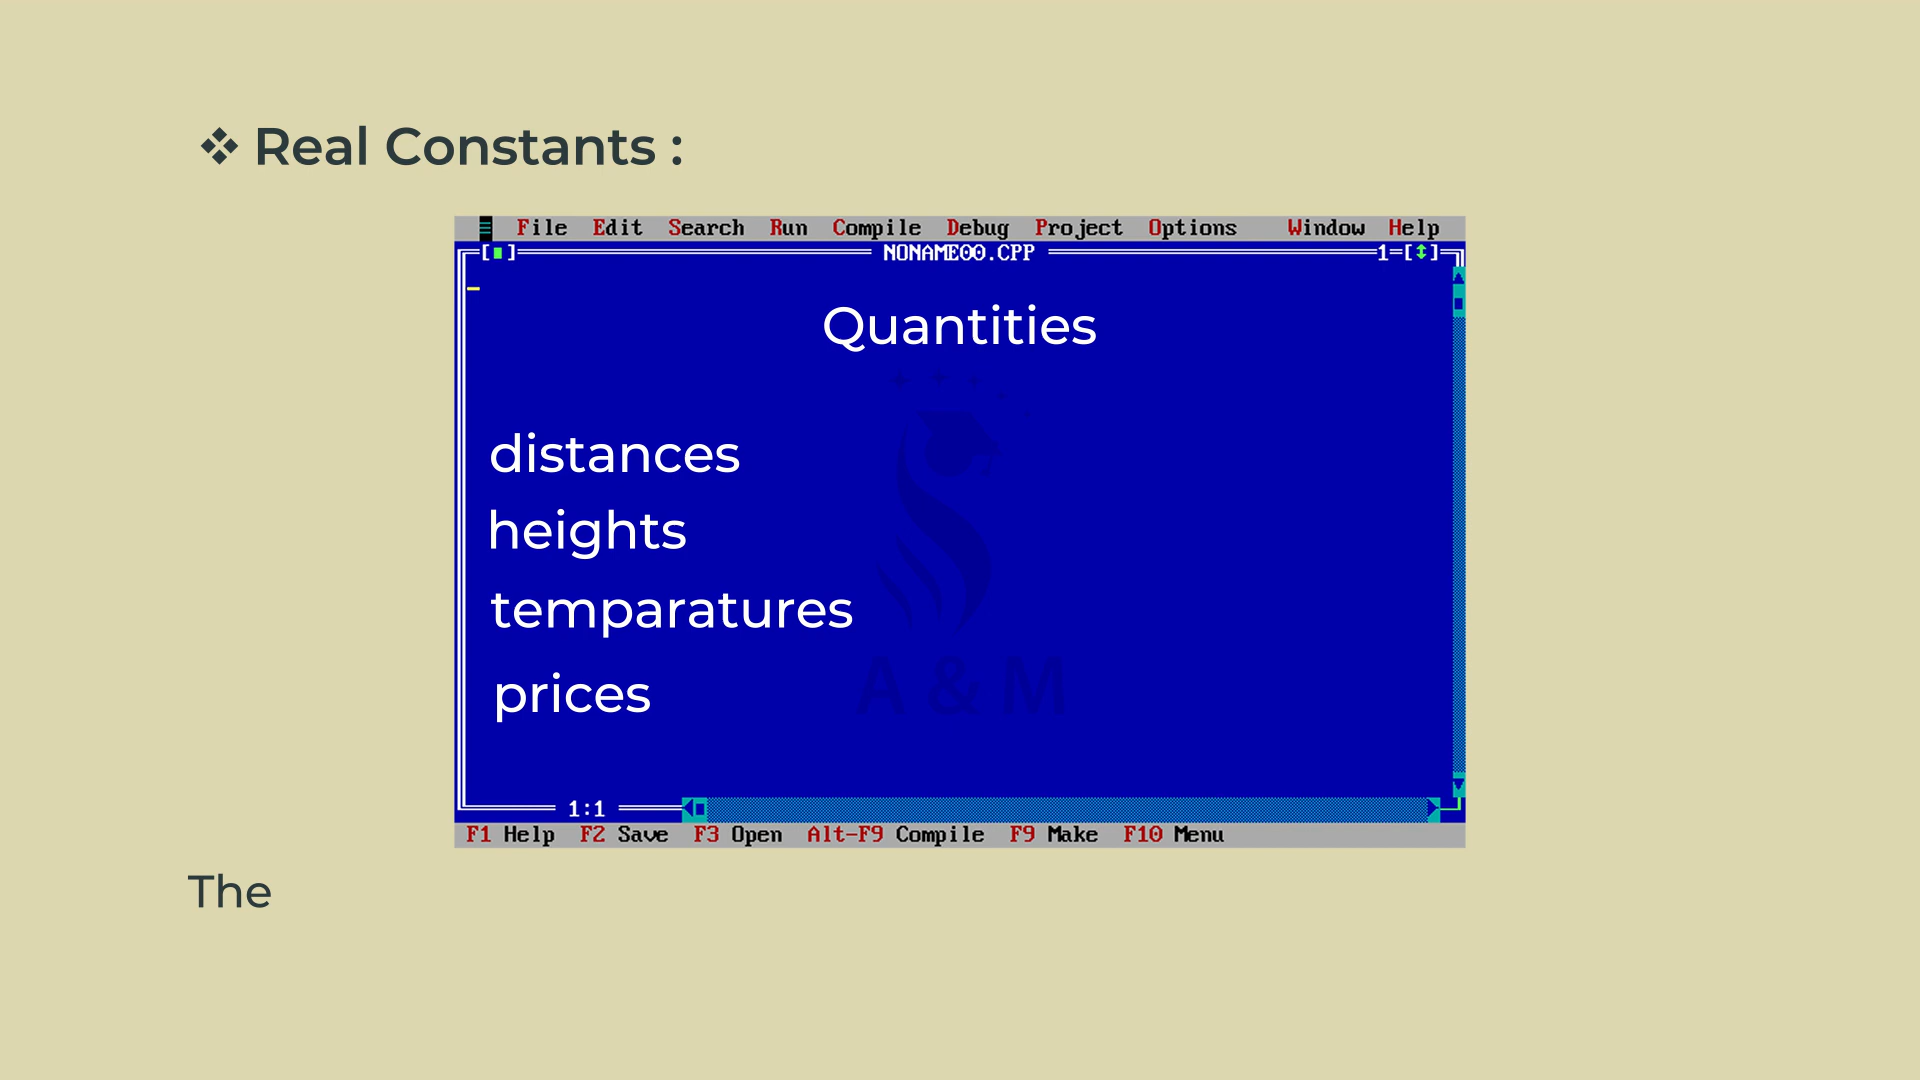 ❖ Real Constants :
≡ File Edit Search Run Compile Debug Project Options Window Help
[■] NONAME00.CPP 1=[↕]
Quantities
distances
heights
temparatures
prices
A & M
1:1
F1 Help F2 Save F3 Open Alt-F9 Compile F9 Make F10 Menu
The